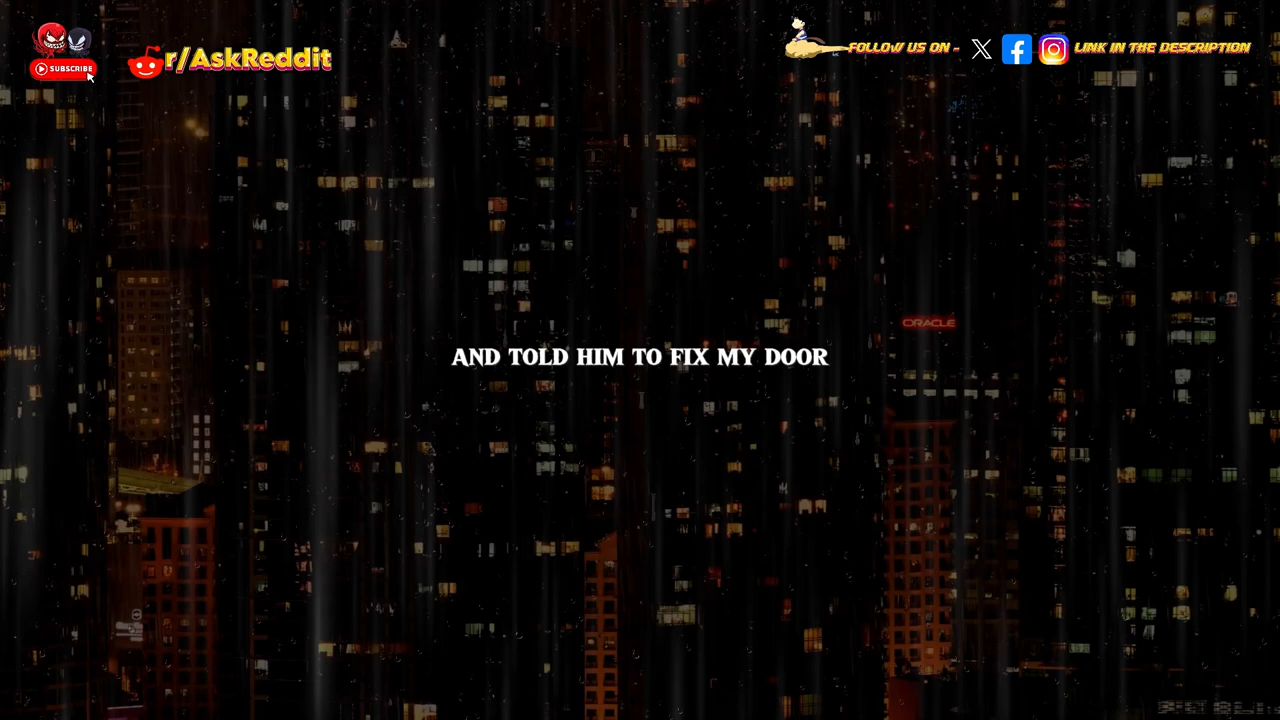 SUBSCRIBE
r/AskReddit
FOLLOW US ON -
LINK IN THE DESCRIPTION
ORACLE
AND TOLD HIM TO FIX MY DOOR